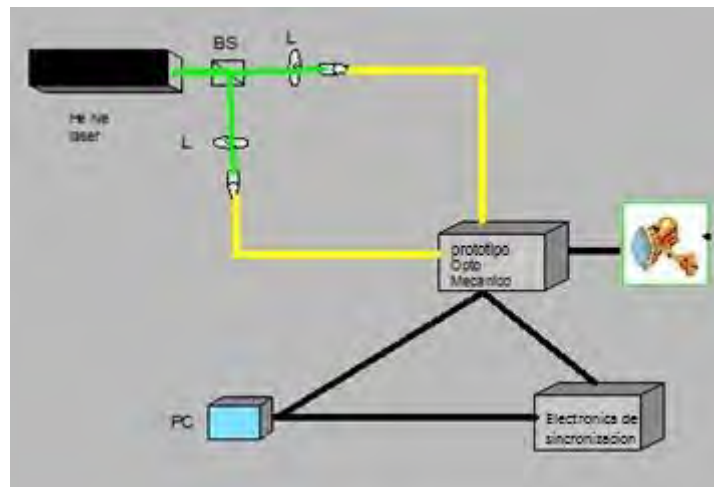 BS
L
He Ne
laser
L
prototipo
Opto
Mecanico
PC
Electronica de
sincronizacion